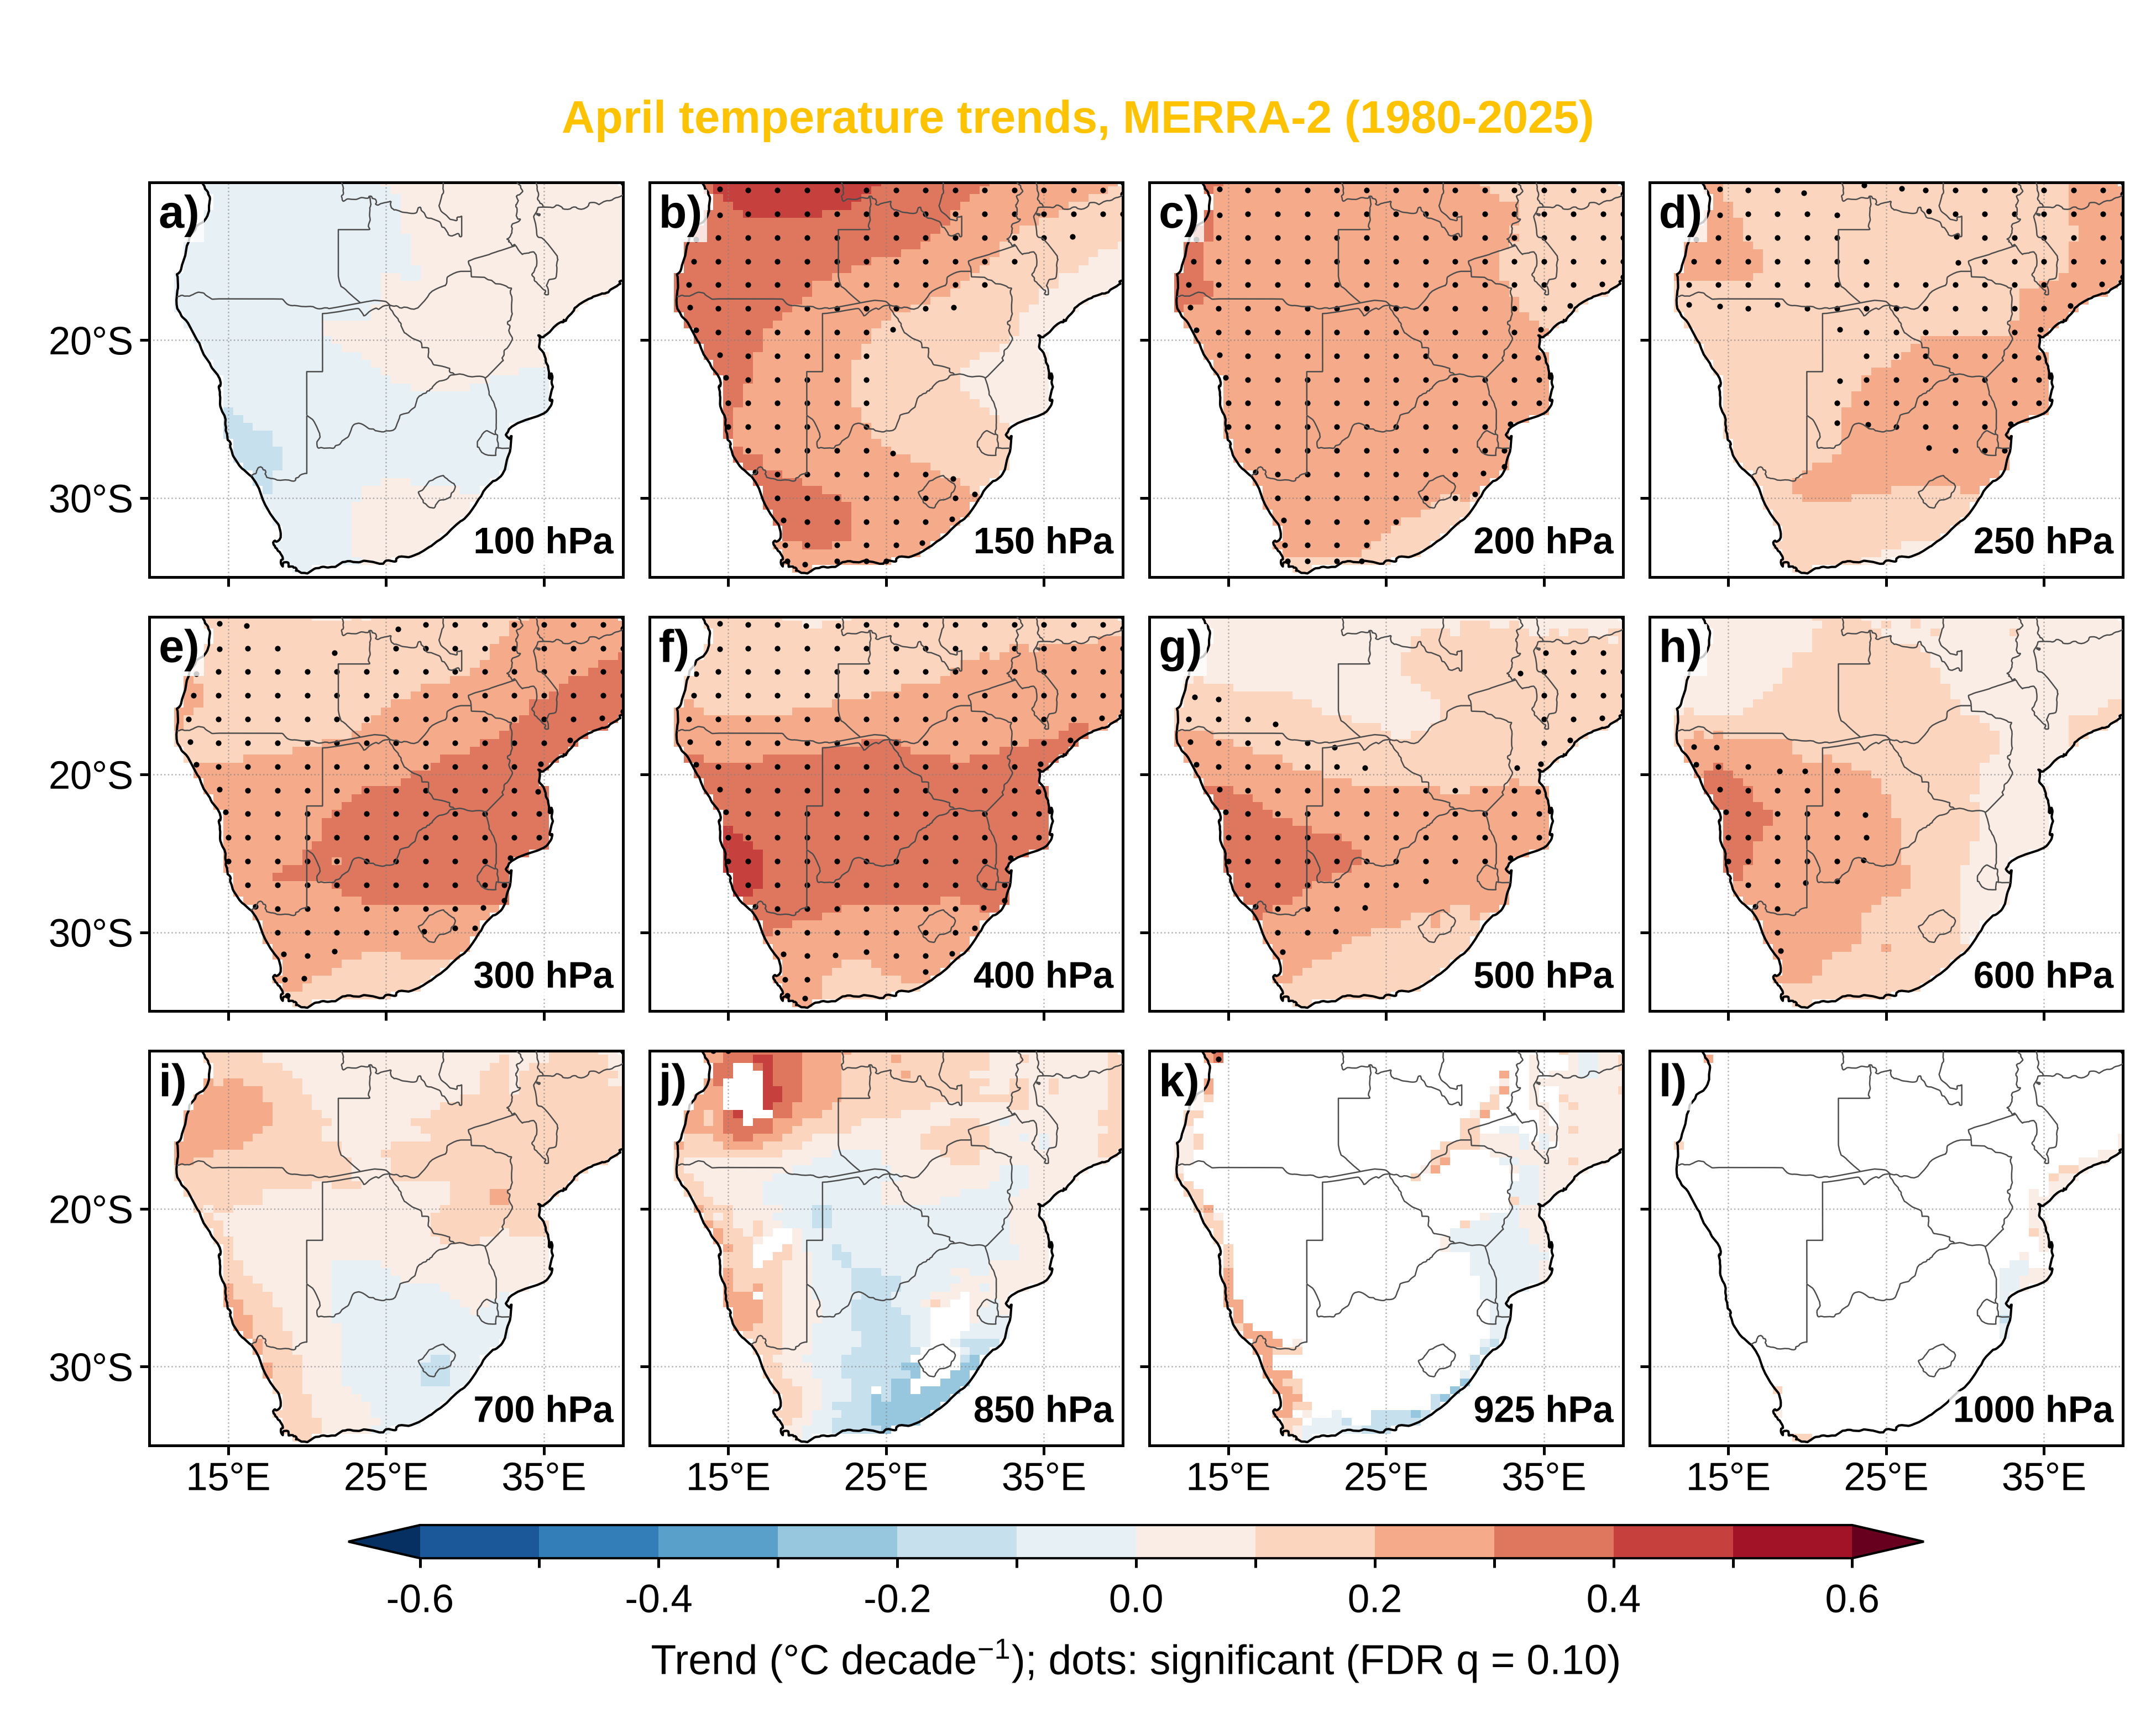 April temperature trends, MERRA-2 (1980-2025)
a) 100 hPa
b) 150 hPa
c) 200 hPa
d) 250 hPa
20°S
30°S
e) 300 hPa
f) 400 hPa
g) 500 hPa
h) 600 hPa
20°S
30°S
i) 700 hPa
j) 850 hPa
k) 925 hPa
l) 1000 hPa
20°S
30°S
15°E 25°E 35°E 15°E 25°E 35°E 15°E 25°E 35°E 15°E 25°E 35°E
-0.6 -0.4 -0.2 0.0 0.2 0.4 0.6
Trend (°C decade⁻¹); dots: significant (FDR q = 0.10)